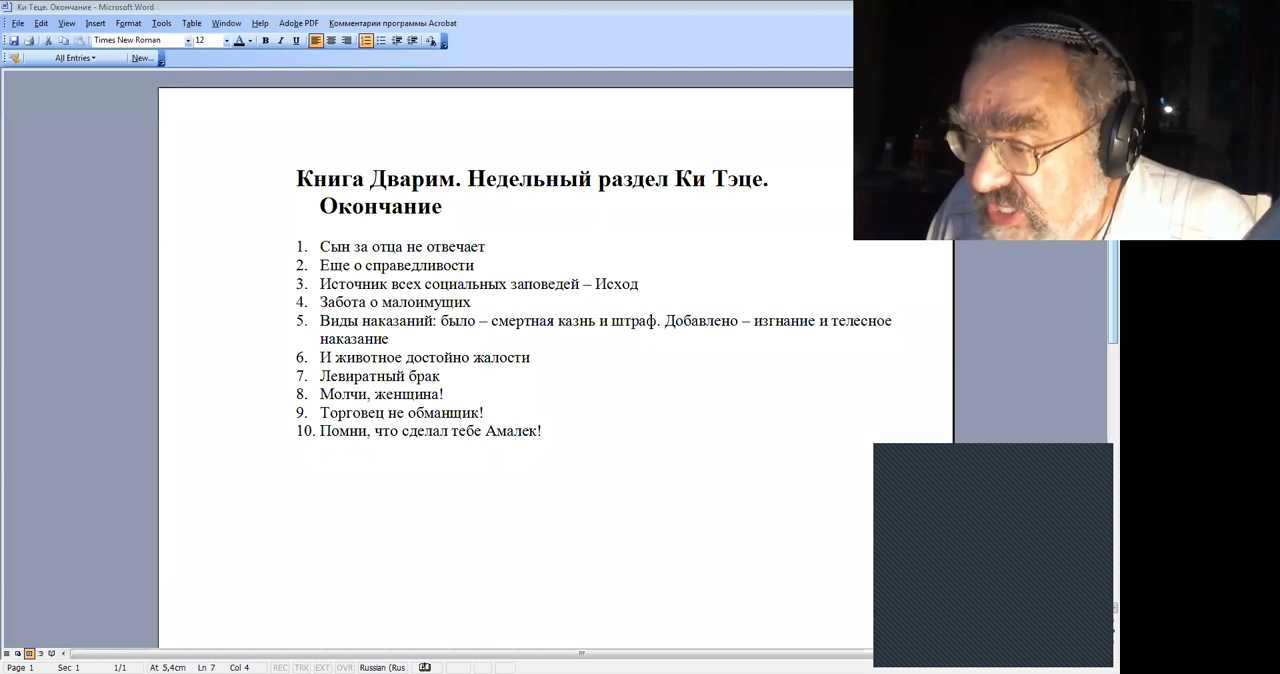 Ки Теце. Окончание - Microsoft Word
File Edit View Insert Format Tools Table Window Help Adobe PDF Комментарии программы Acrobat
Times New Roman 12 A B I U
All Entries New...
Книга Дварим. Недельный раздел Ки Тэце.
Окончание
1. Сын за отца не отвечает
2. Еще о справедливости
3. Источник всех социальных заповедей – Исход
4. Забота о малоимущих
5. Виды наказаний: было – смертная казнь и штраф. Добавлено – изгнание и телесное
наказание
6. И животное достойно жалости
7. Левиратный брак
8. Молчи, женщина!
9. Торговец не обманщик!
10. Помни, что сделал тебе Амалек!
Page 1 Sec 1 1/1 At 5,4cm Ln 7 Col 4 REC TRK EXT OVR Russian (Rus